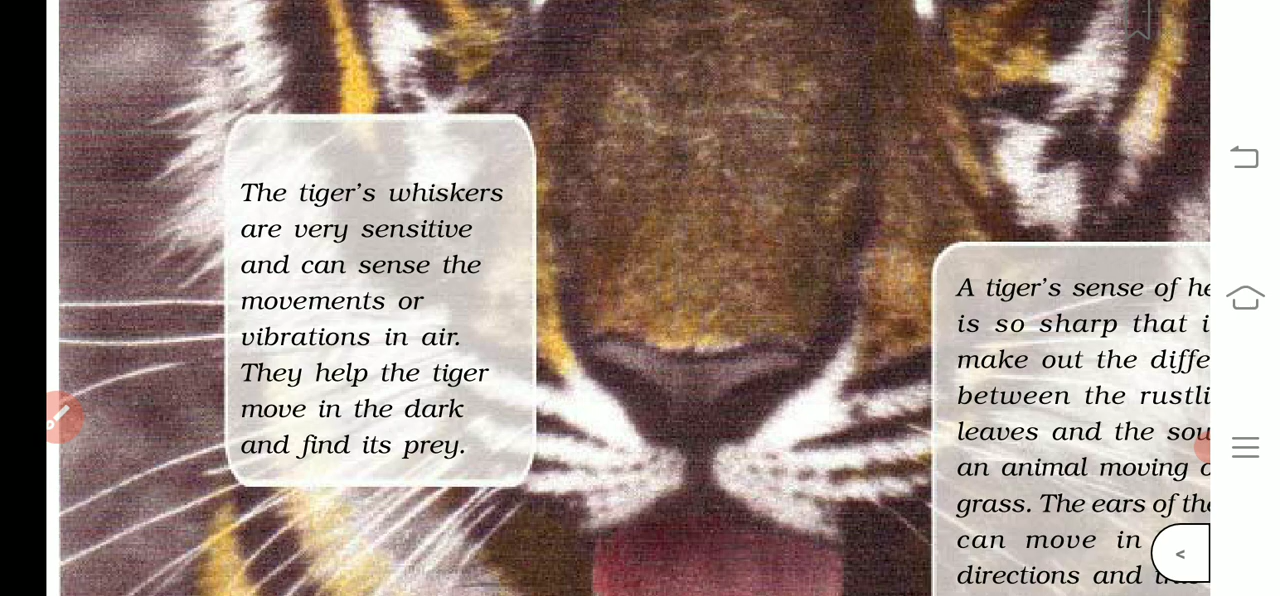 The tiger's whiskers
are very sensitive
and can sense the
movements or
vibrations in air.
They help the tiger
move in the dark
and find its prey.
A tiger's sense of
is so sharp that
make out the
between the
leaves and the
an animal moving
grass. The ears of
can move in
directions and